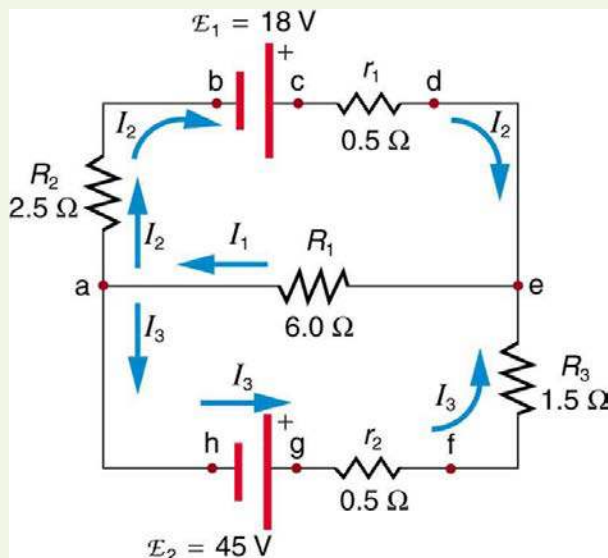 ℰ₁ = 18 V
+
b
c
r₁
d
0.5 Ω
I₂
I₂
R₂
2.5 Ω
I₂
I₁
R₁
a
e
6.0 Ω
I₃
I₃
R₃
1.5 Ω
+
I₃
h
g
r₂
f
0.5 Ω
ℰ₂ = 45 V